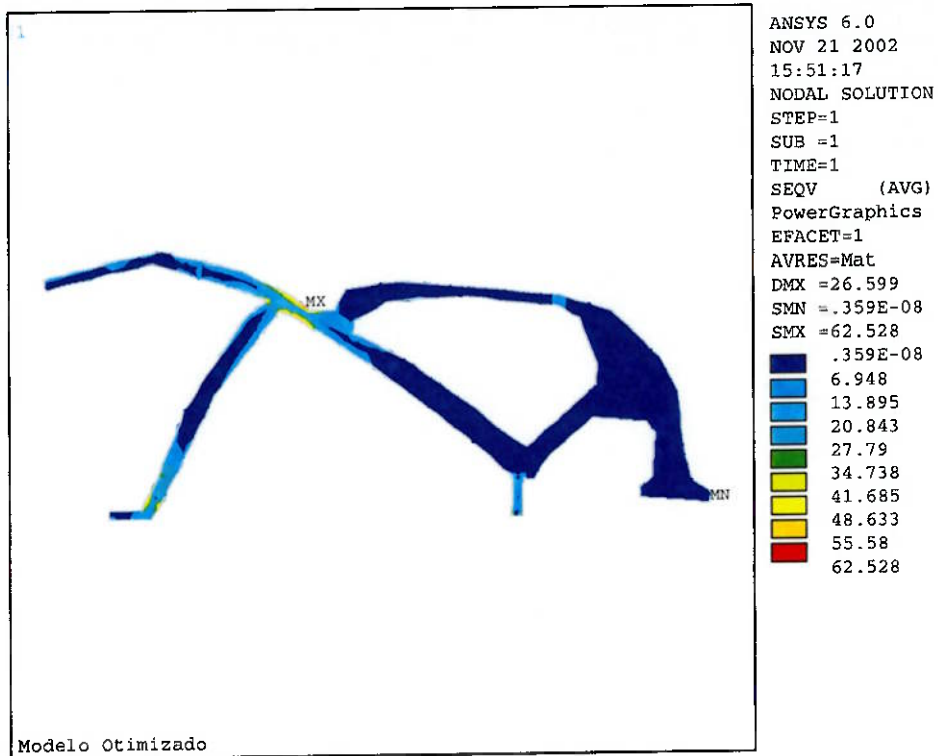 1
ANSYS 6.0
NOV 21 2002
15:51:17
NODAL SOLUTION
STEP=1
SUB =1
TIME=1
SEQV (AVG)
PowerGraphics
EFACET=1
AVRES=Mat
DMX =26.599
SMN =.359E-08
SMX =62.528
.359E-08
6.948
13.895
20.843
27.79
34.738
41.685
48.633
55.58
62.528
MX
MN
Modelo Otimizado